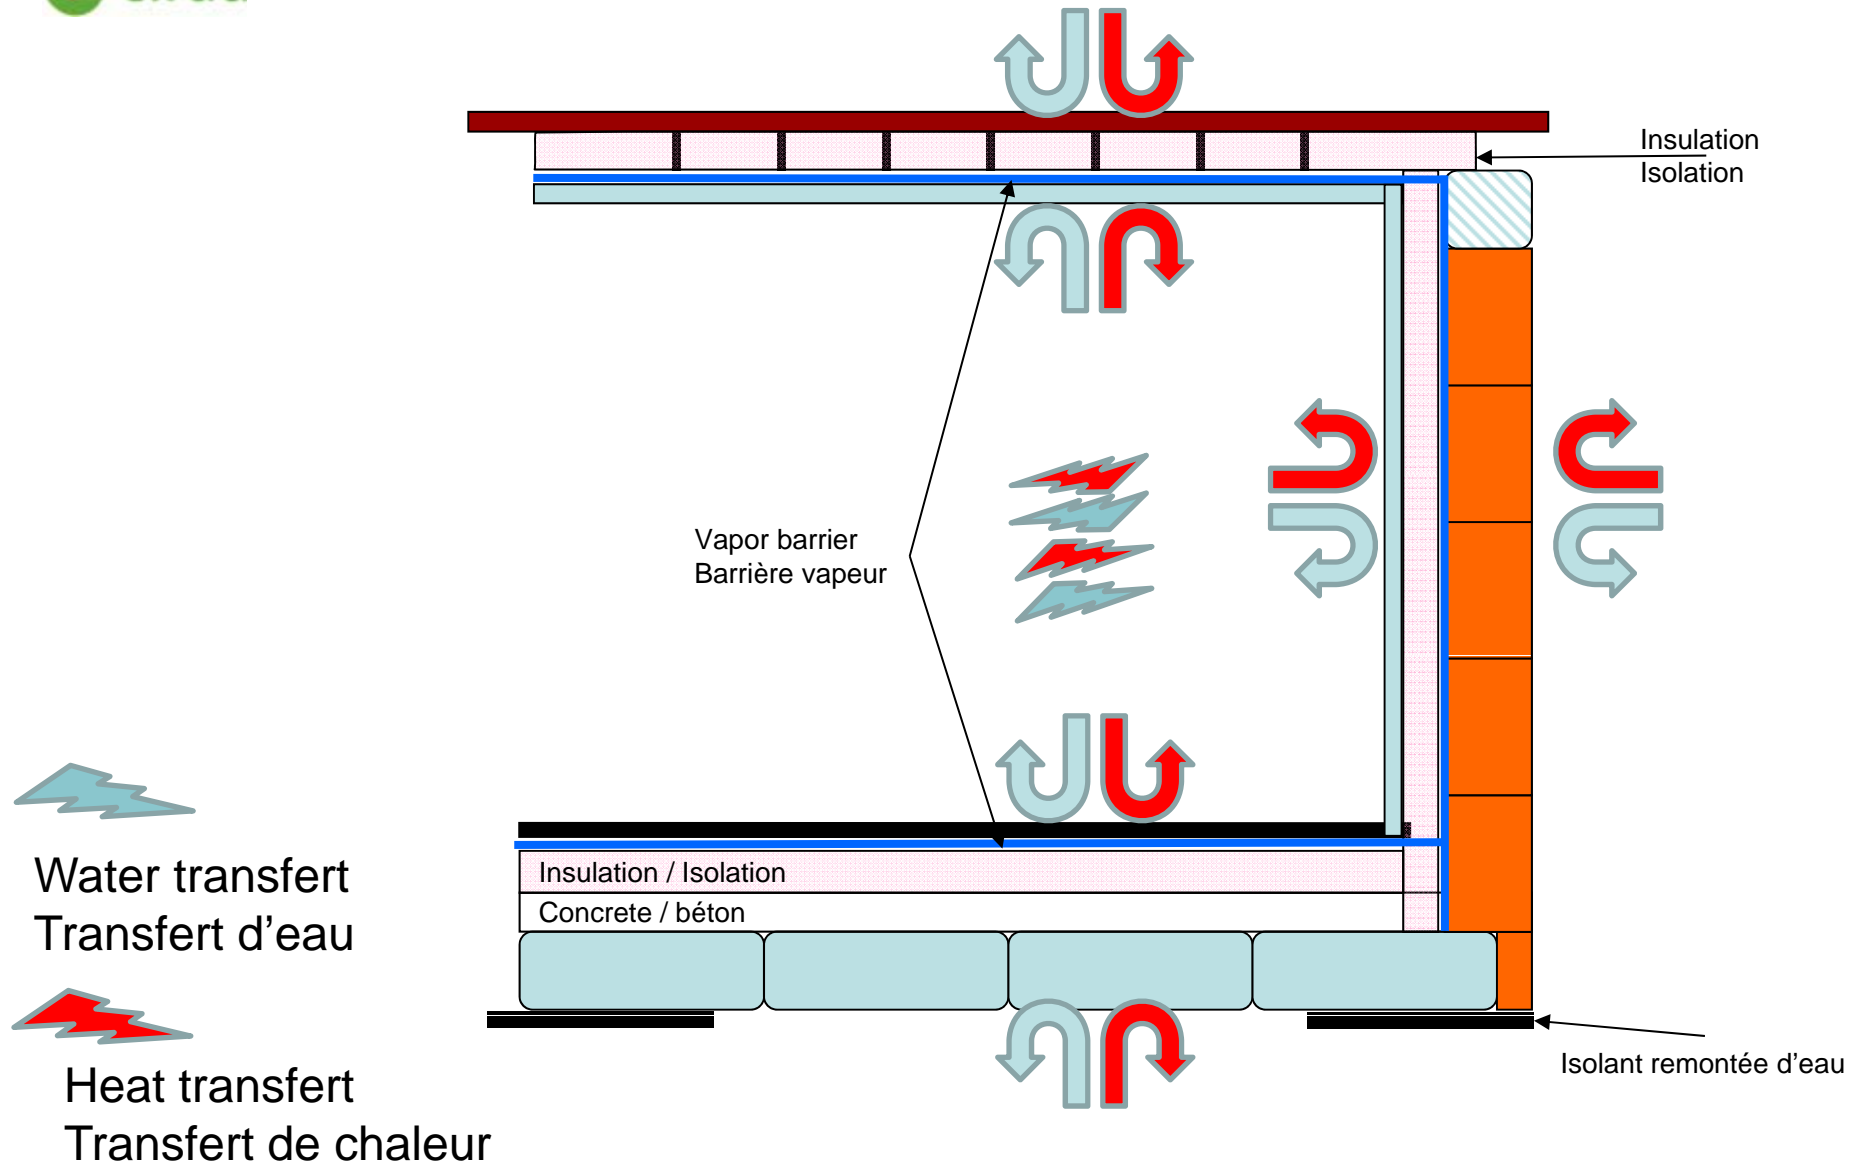 Insulation
Isolation
Vapor barrier
Barrière vapeur
Insulation / Isolation
Concrete / béton
Water transfert
Transfert d’eau
Heat transfert
Transfert de chaleur
Isolant remontée d’eau